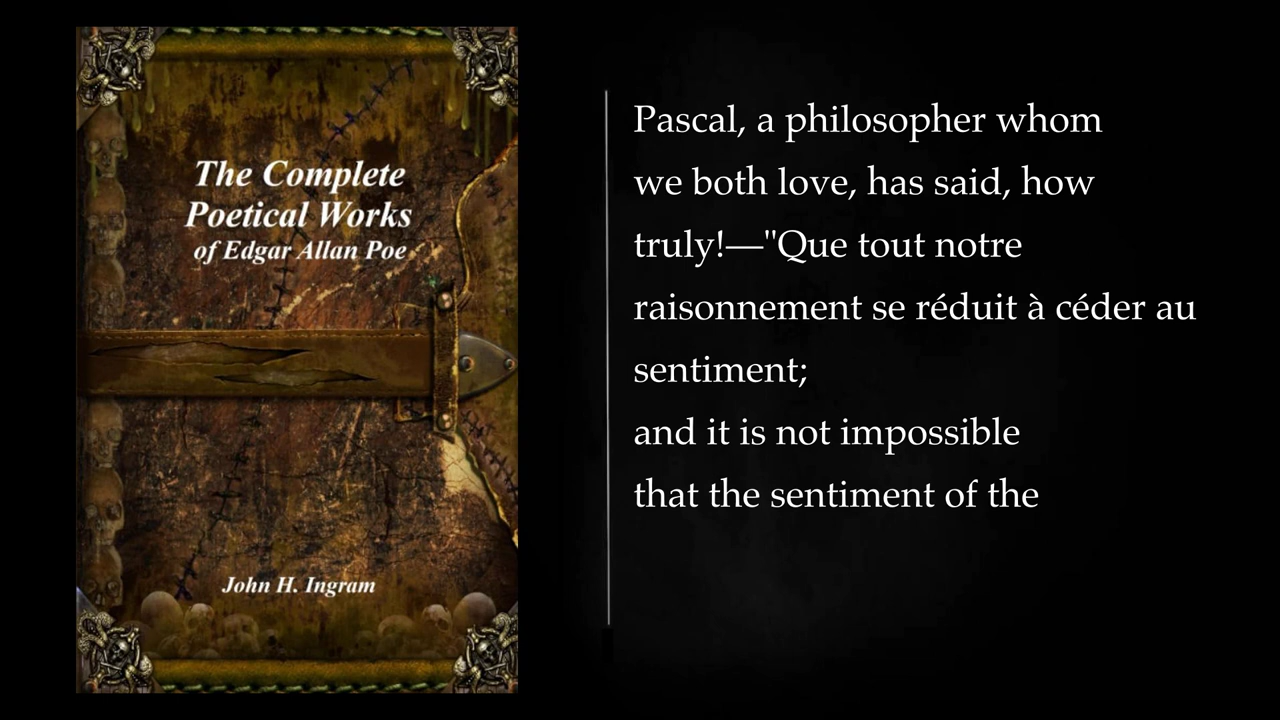 The Complete
Poetical Works
of Edgar Allan Poe
John H. Ingram
Pascal, a philosopher whom
we both love, has said, how
truly!—"Que tout notre
raisonnement se réduit à céder au
sentiment;
and it is not impossible
that the sentiment of the